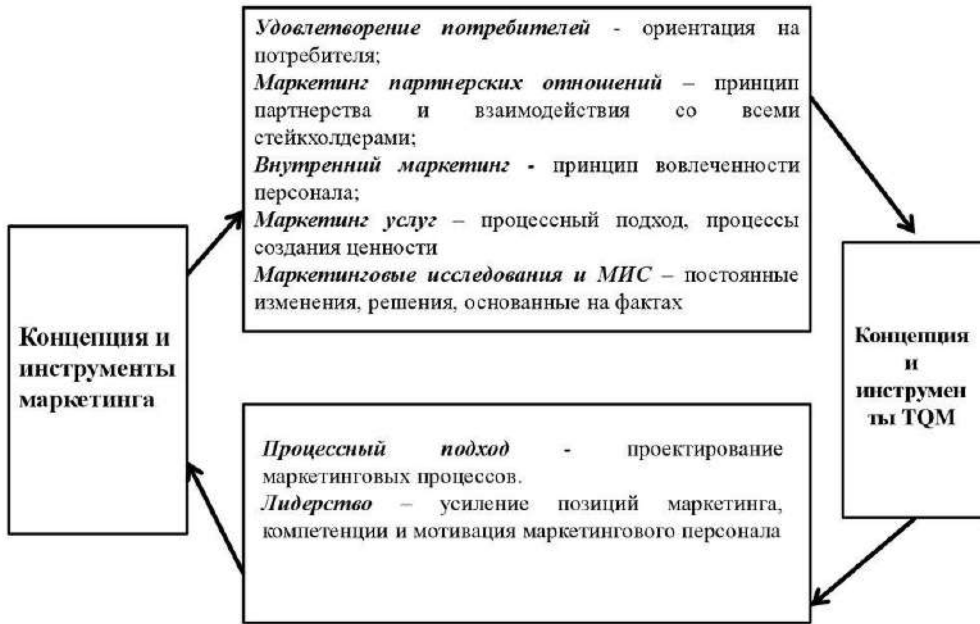 Удовлетворение потребителей - ориентация на
потребителя;
Маркетинг партнерских отношений – принцип
партнерства и взаимодействия со всеми
стейкхолдерами;
Внутренний маркетинг - принцип вовлеченности
персонала;
Маркетинг услуг – процессный подход, процессы
создания ценности
Маркетинговые исследования и МИС – постоянные
изменения, решения, основанные на фактах
Концепция и
инструменты
маркетинга
Концепция
и
инструмен
ты TQM
Процессный подход - проектирование
маркетинговых процессов.
Лидерство – усиление позиций маркетинга,
компетенции и мотивация маркетингового персонала